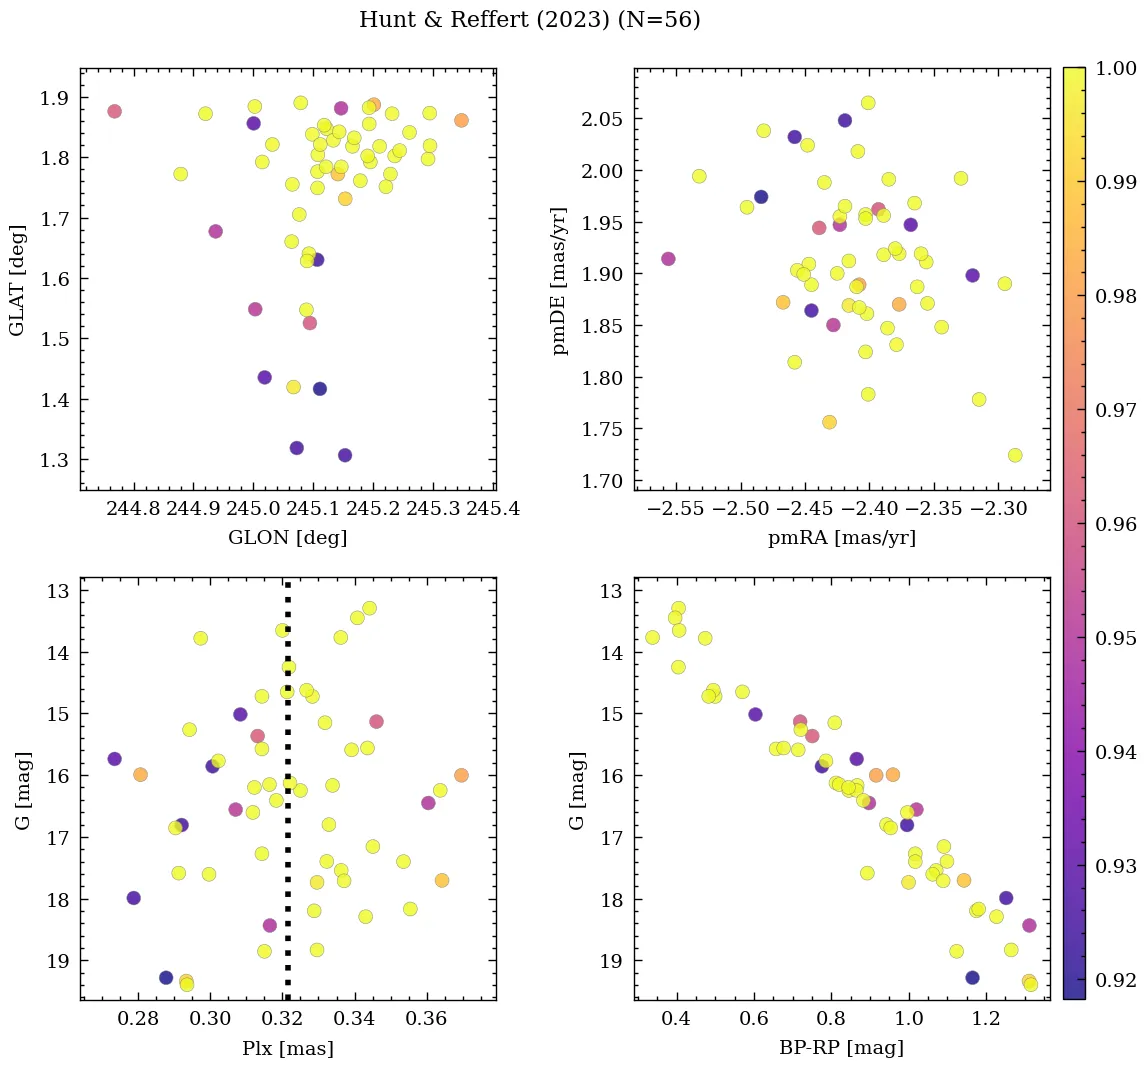 Hunt & Reffert (2023) (N=56)
1.9
1.8
1.7
1.6
1.5
1.4
1.3
GLAT [deg]
244.8 244.9 245.0 245.1 245.2 245.3 245.4
GLON [deg]
2.05
2.00
1.95
1.90
1.85
1.80
1.75
1.70
pmDE [mas/yr]
−2.55 −2.50 −2.45 −2.40 −2.35 −2.30
pmRA [mas/yr]
1.00
0.99
0.98
0.97
0.96
0.95
0.94
0.93
0.92
13
14
15
16
17
18
19
G [mag]
0.28 0.30 0.32 0.34 0.36
Plx [mas]
13
14
15
16
17
18
19
G [mag]
0.4 0.6 0.8 1.0 1.2
BP-RP [mag]